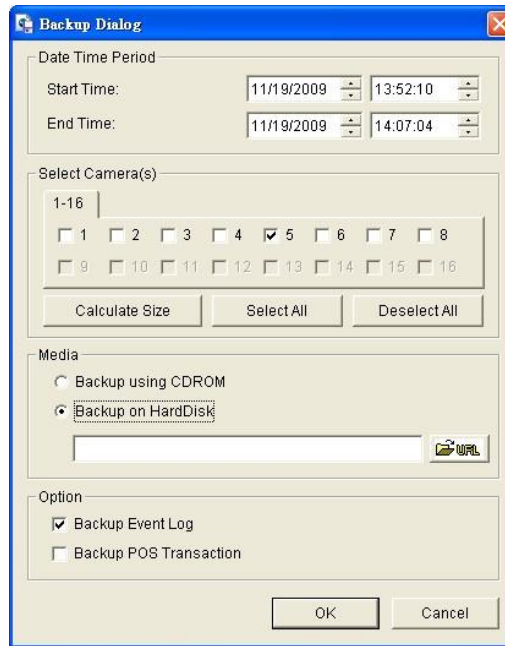 Backup Dialog
Date Time Period
Start Time: 11/19/2009 13:52:10
End Time: 11/19/2009 14:07:04
Select Camera(s)
1-16
1 2 3 4 5 6 7 8
9 10 11 12 13 14 15 16
Calculate Size Select All Deselect All
Media
Backup using CDROM
Backup on HardDisk
URL
Option
Backup Event Log
Backup POS Transaction
OK Cancel